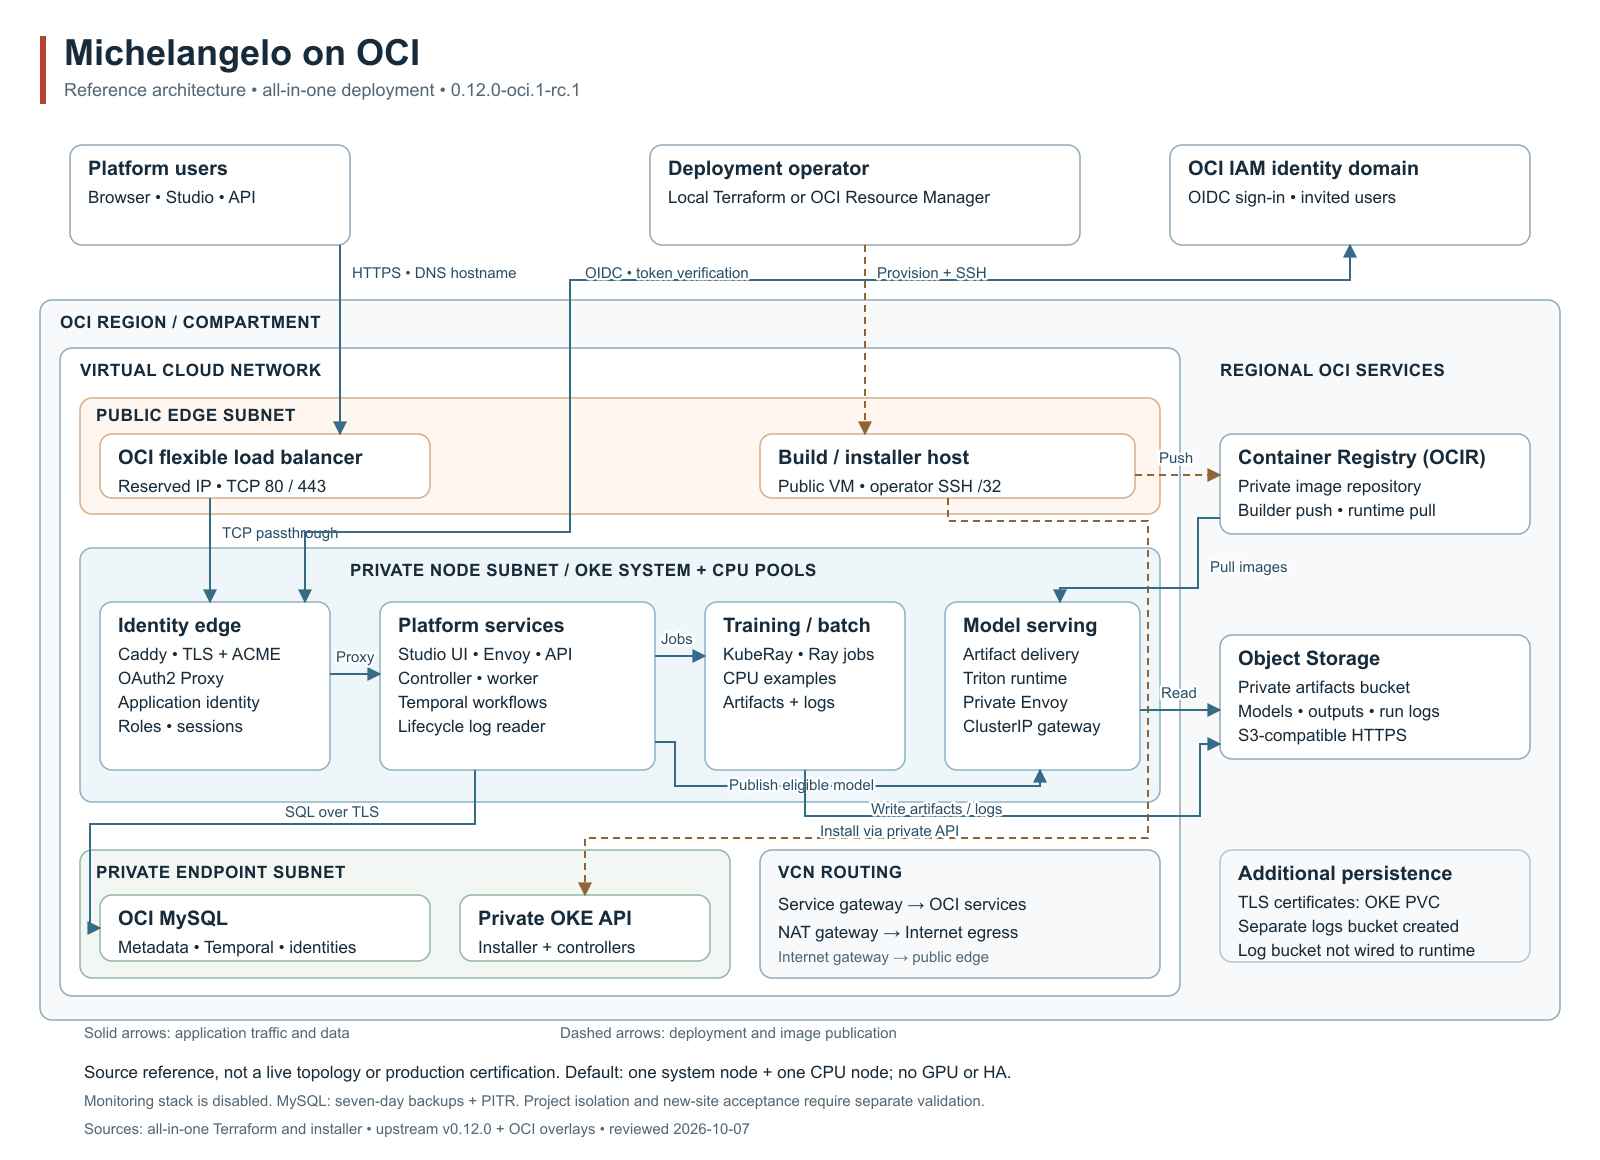 Michelangelo on OCI
Reference architecture • all-in-one deployment • 0.12.0-oci.1-rc.1
Platform users
Browser • Studio • API
Deployment operator
Local Terraform or OCI Resource Manager
OCI IAM identity domain
OIDC sign-in • invited users
HTTPS • DNS hostname
OIDC • token verification
Provision + SSH
OCI REGION / COMPARTMENT
VIRTUAL CLOUD NETWORK
REGIONAL OCI SERVICES
PUBLIC EDGE SUBNET
OCI flexible load balancer
Reserved IP • TCP 80 / 443
Build / installer host
Public VM • operator SSH /32
Push
Container Registry (OCIR)
Private image repository
Builder push • runtime pull
TCP passthrough
Pull images
PRIVATE NODE SUBNET / OKE SYSTEM + CPU POOLS
Identity edge
Caddy • TLS + ACME
OAuth2 Proxy
Application identity
Roles • sessions
Proxy
Platform services
Studio UI • Envoy • API
Controller • worker
Temporal workflows
Lifecycle log reader
Jobs
Training / batch
KubeRay • Ray jobs
CPU examples
Artifacts + logs
Model serving
Artifact delivery
Triton runtime
Private Envoy
ClusterIP gateway
Read
Object Storage
Private artifacts bucket
Models • outputs • run logs
S3-compatible HTTPS
Publish eligible model
SQL over TLS
Write artifacts / logs
Install via private API
PRIVATE ENDPOINT SUBNET
OCI MySQL
Metadata • Temporal • identities
Private OKE API
Installer + controllers
VCN ROUTING
Service gateway → OCI services
NAT gateway → Internet egress
Internet gateway → public edge
Additional persistence
TLS certificates: OKE PVC
Separate logs bucket created
Log bucket not wired to runtime
Solid arrows: application traffic and data
Dashed arrows: deployment and image publication
Source reference, not a live topology or production certification. Default: one system node + one CPU node; no GPU or HA.
Monitoring stack is disabled. MySQL: seven-day backups + PITR. Project isolation and new-site acceptance require separate validation.
Sources: all-in-one Terraform and installer • upstream v0.12.0 + OCI overlays • reviewed 2026-10-07